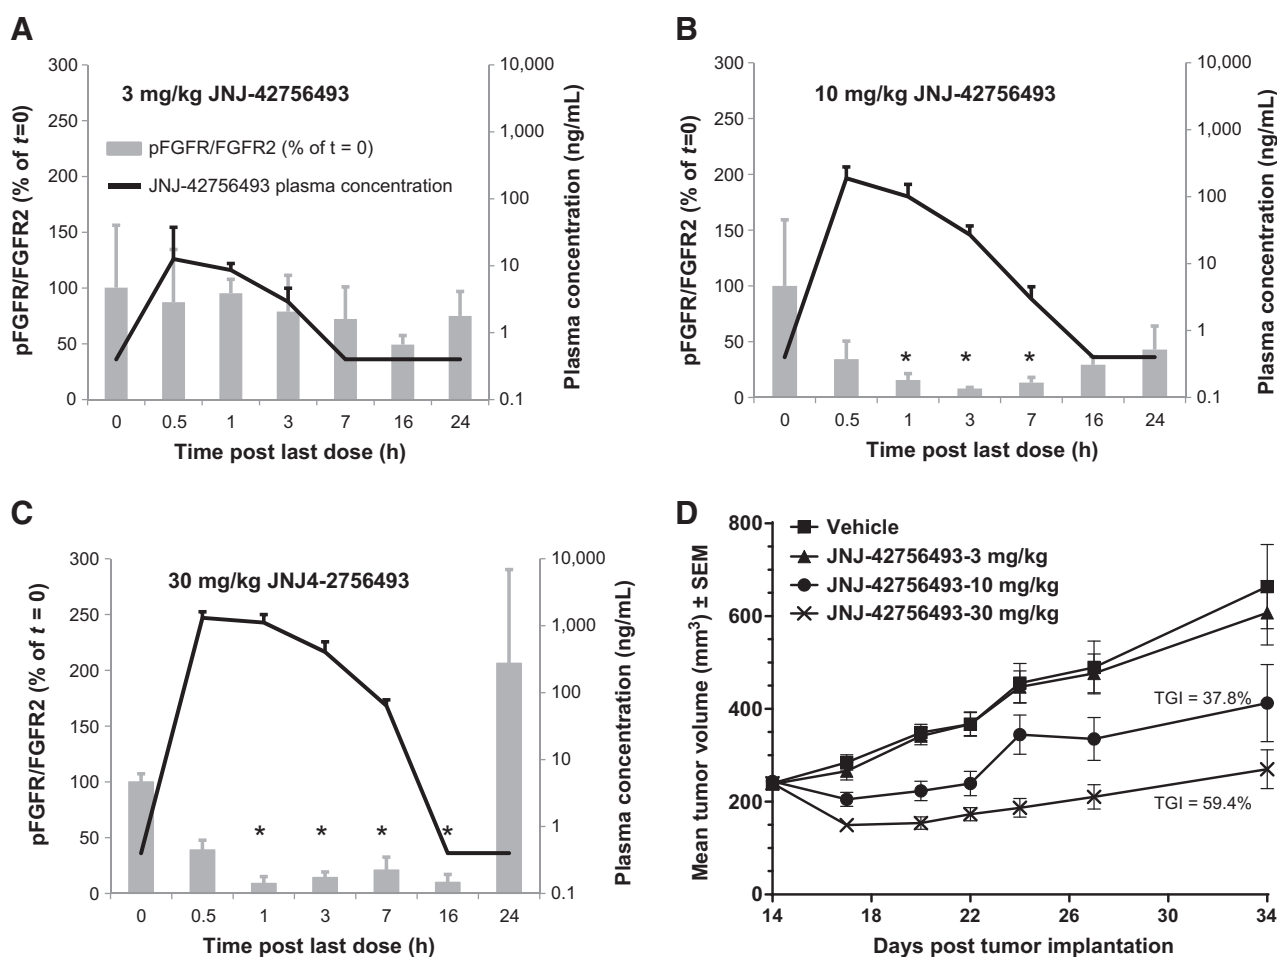 A
3 mg/kg JNJ-42756493
pFGFR/FGFR2 (% of t = 0)
JNJ-42756493 plasma concentration
300
250
200
150
100
50
0
pFGFR/FGFR2 (% of t=0)
10,000
1,000
100
10
1
0.1
Plasma concentration (ng/mL)
0 0.5 1 3 7 16 24
Time post last dose (h)
B
10 mg/kg JNJ-42756493
300
250
200
150
100
50
0
pFGFR/FGFR2 (% of t=0)
10,000
1,000
100
10
1
0.1
Plasma concentration (ng/mL)
* * *
0 0.5 1 3 7 16 24
Time post last dose (h)
C
30 mg/kg JNJ4-2756493
300
250
200
150
100
50
0
pFGFR/FGFR2 (% of t = 0)
10,000
1,000
100
10
1
0.1
Plasma concentration (ng/mL)
* * * *
0 0.5 1 3 7 16 24
Time post last dose (h)
D
Vehicle
JNJ-42756493-3 mg/kg
JNJ-42756493-10 mg/kg
JNJ-42756493-30 mg/kg
800
600
400
200
0
Mean tumor volume (mm³) ± SEM
TGI = 37.8%
TGI = 59.4%
14 18 22 26 30 34
Days post tumor implantation